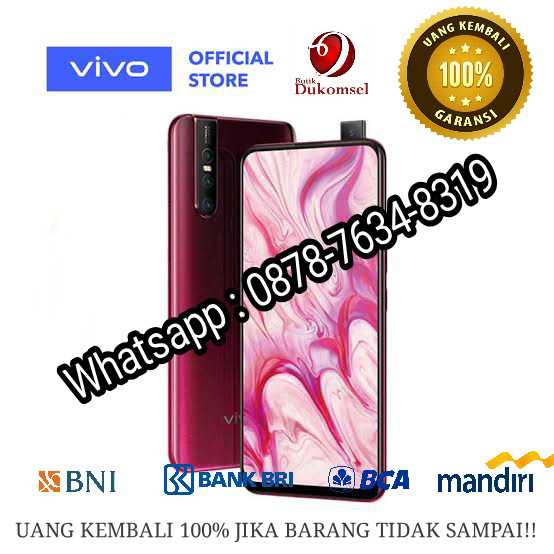 vivo
OFFICIAL
STORE
Butik
Dukomsel
UANG KEMBALI
100%
GARANSI
Whatsapp : 0878-7634-8319
vivo
BNI
BANK BRI
BCA
mandiri
UANG KEMBALI 100% JIKA BARANG TIDAK SAMPAI!!